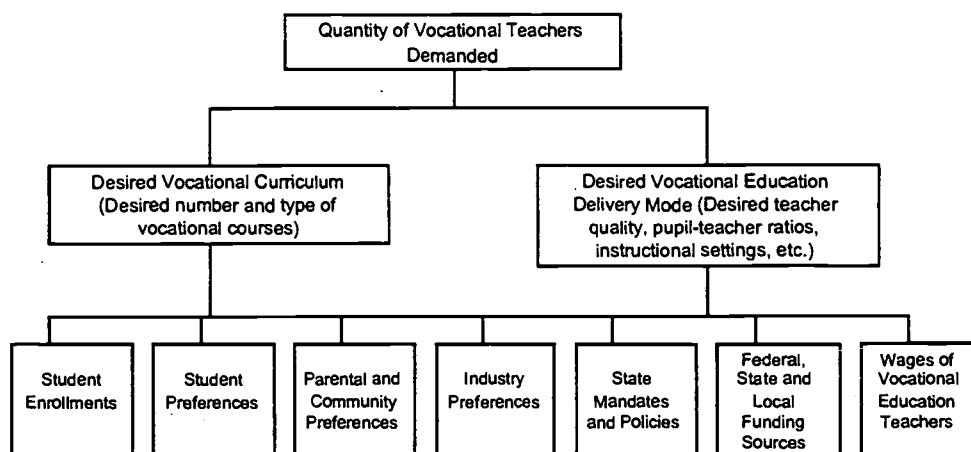 Quantity of Vocational Teachers
Demanded
Desired Vocational Curriculum
(Desired number and type of
vocational courses)
Desired Vocational Education
Delivery Mode (Desired teacher
quality, pupil-teacher ratios,
instructional settings, etc.)
Student
Enrollments
Student
Preferences
Parental and
Community
Preferences
Industry
Preferences
State
Mandates
and Policies
Federal,
State and
Local
Funding
Sources
Wages of
Vocational
Education
Teachers